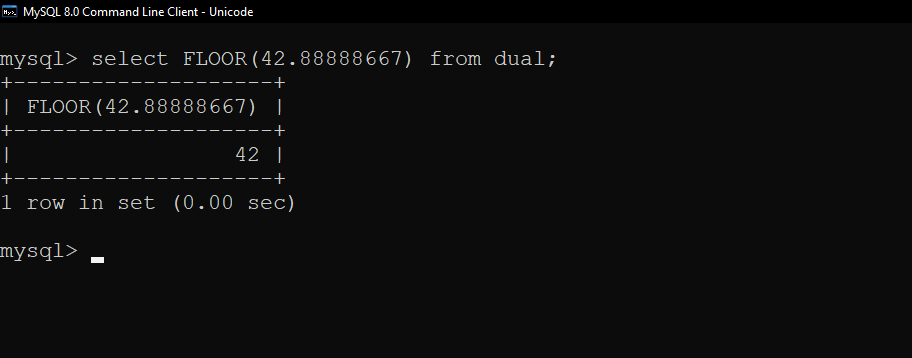 MySQL 8.0 Command Line Client - Unicode
mysql> select FLOOR(42.88888667) from dual;
+--------------------+
| FLOOR(42.88888667) |
+--------------------+
|                 42 |
+--------------------+
1 row in set (0.00 sec)
mysql>